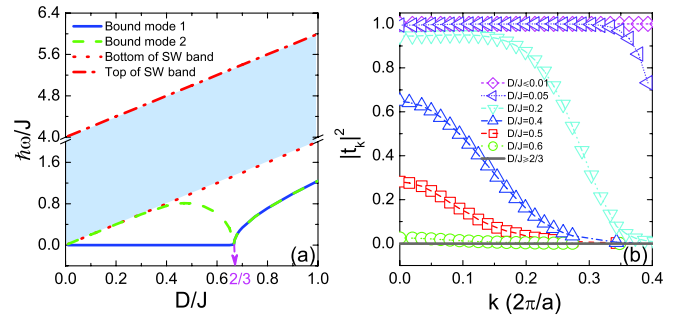 6.4
5.6
4.8
4.0
1.2
0.6
0.0
ħω/J
Bound mode 1
Bound mode 2
Bottom of SW band
Top of SW band
(a)
0.0 0.2 0.4 0.6 0.8 1.0
2/3
D/J
1.0
0.8
0.6
0.4
0.2
0.0
|t_k|²
D/J≤0.01
D/J=0.05
D/J=0.2
D/J=0.4
D/J=0.5
D/J=0.6
D/J≥2/3
(b)
0.0 0.1 0.2 0.3 0.4
k (2π/a)